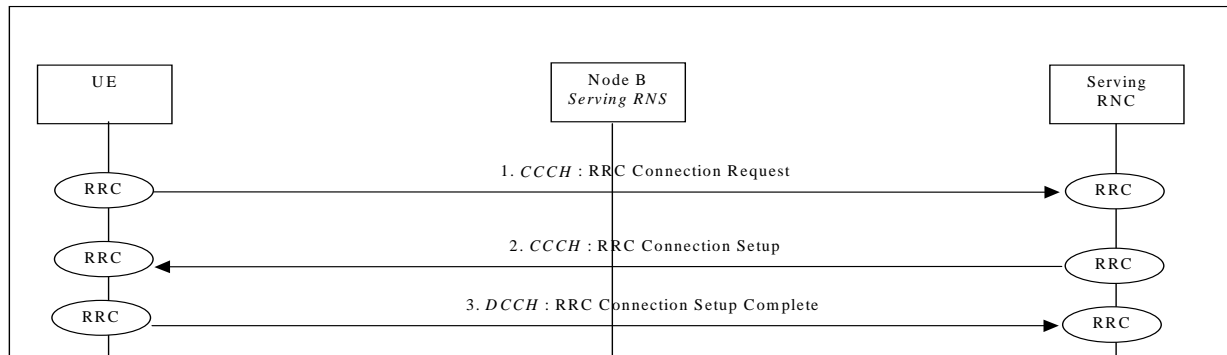 UE
Node B
Serving RNS
Serving
RNC
1. CCCH : RRC Connection Request
RRC
RRC
2. CCCH : RRC Connection Setup
RRC
RRC
3. DCCH : RRC Connection Setup Complete
RRC
RRC